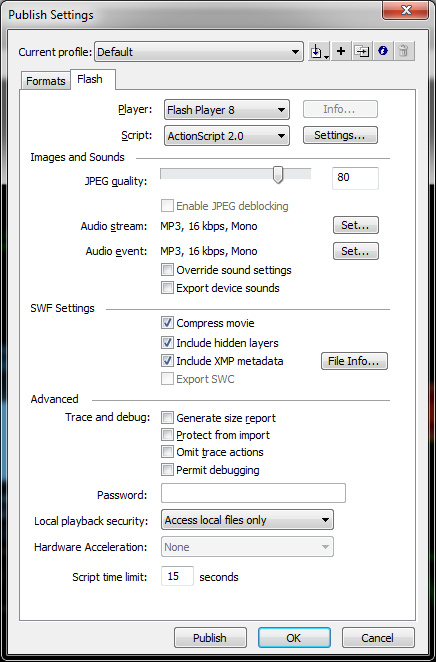 Publish Settings
Current profile: Default
Formats Flash
Player: Flash Player 8 Info...
Script: ActionScript 2.0 Settings...
Images and Sounds
JPEG quality: 80
Enable JPEG deblocking
Audio stream: MP3, 16 kbps, Mono Set...
Audio event: MP3, 16 kbps, Mono Set...
Override sound settings
Export device sounds
SWF Settings
Compress movie
Include hidden layers
Include XMP metadata File Info...
Export SWC
Advanced
Trace and debug: Generate size report
Protect from import
Omit trace actions
Permit debugging
Password:
Local playback security: Access local files only
Hardware Acceleration: None
Script time limit: 15 seconds
Publish OK Cancel